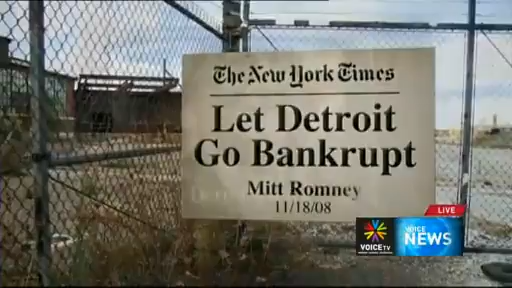 The New York Times
Let Detroit
Go Bankrupt
Mitt Romney
11/18/08
LIVE
VOICE TV
VOICE
NEWS